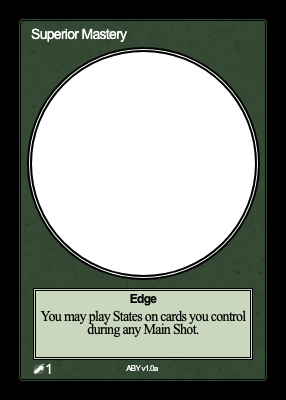 Superior Mastery
Edge
You may play States on cards you control
during any Main Shot.
1
ABY v1.0a